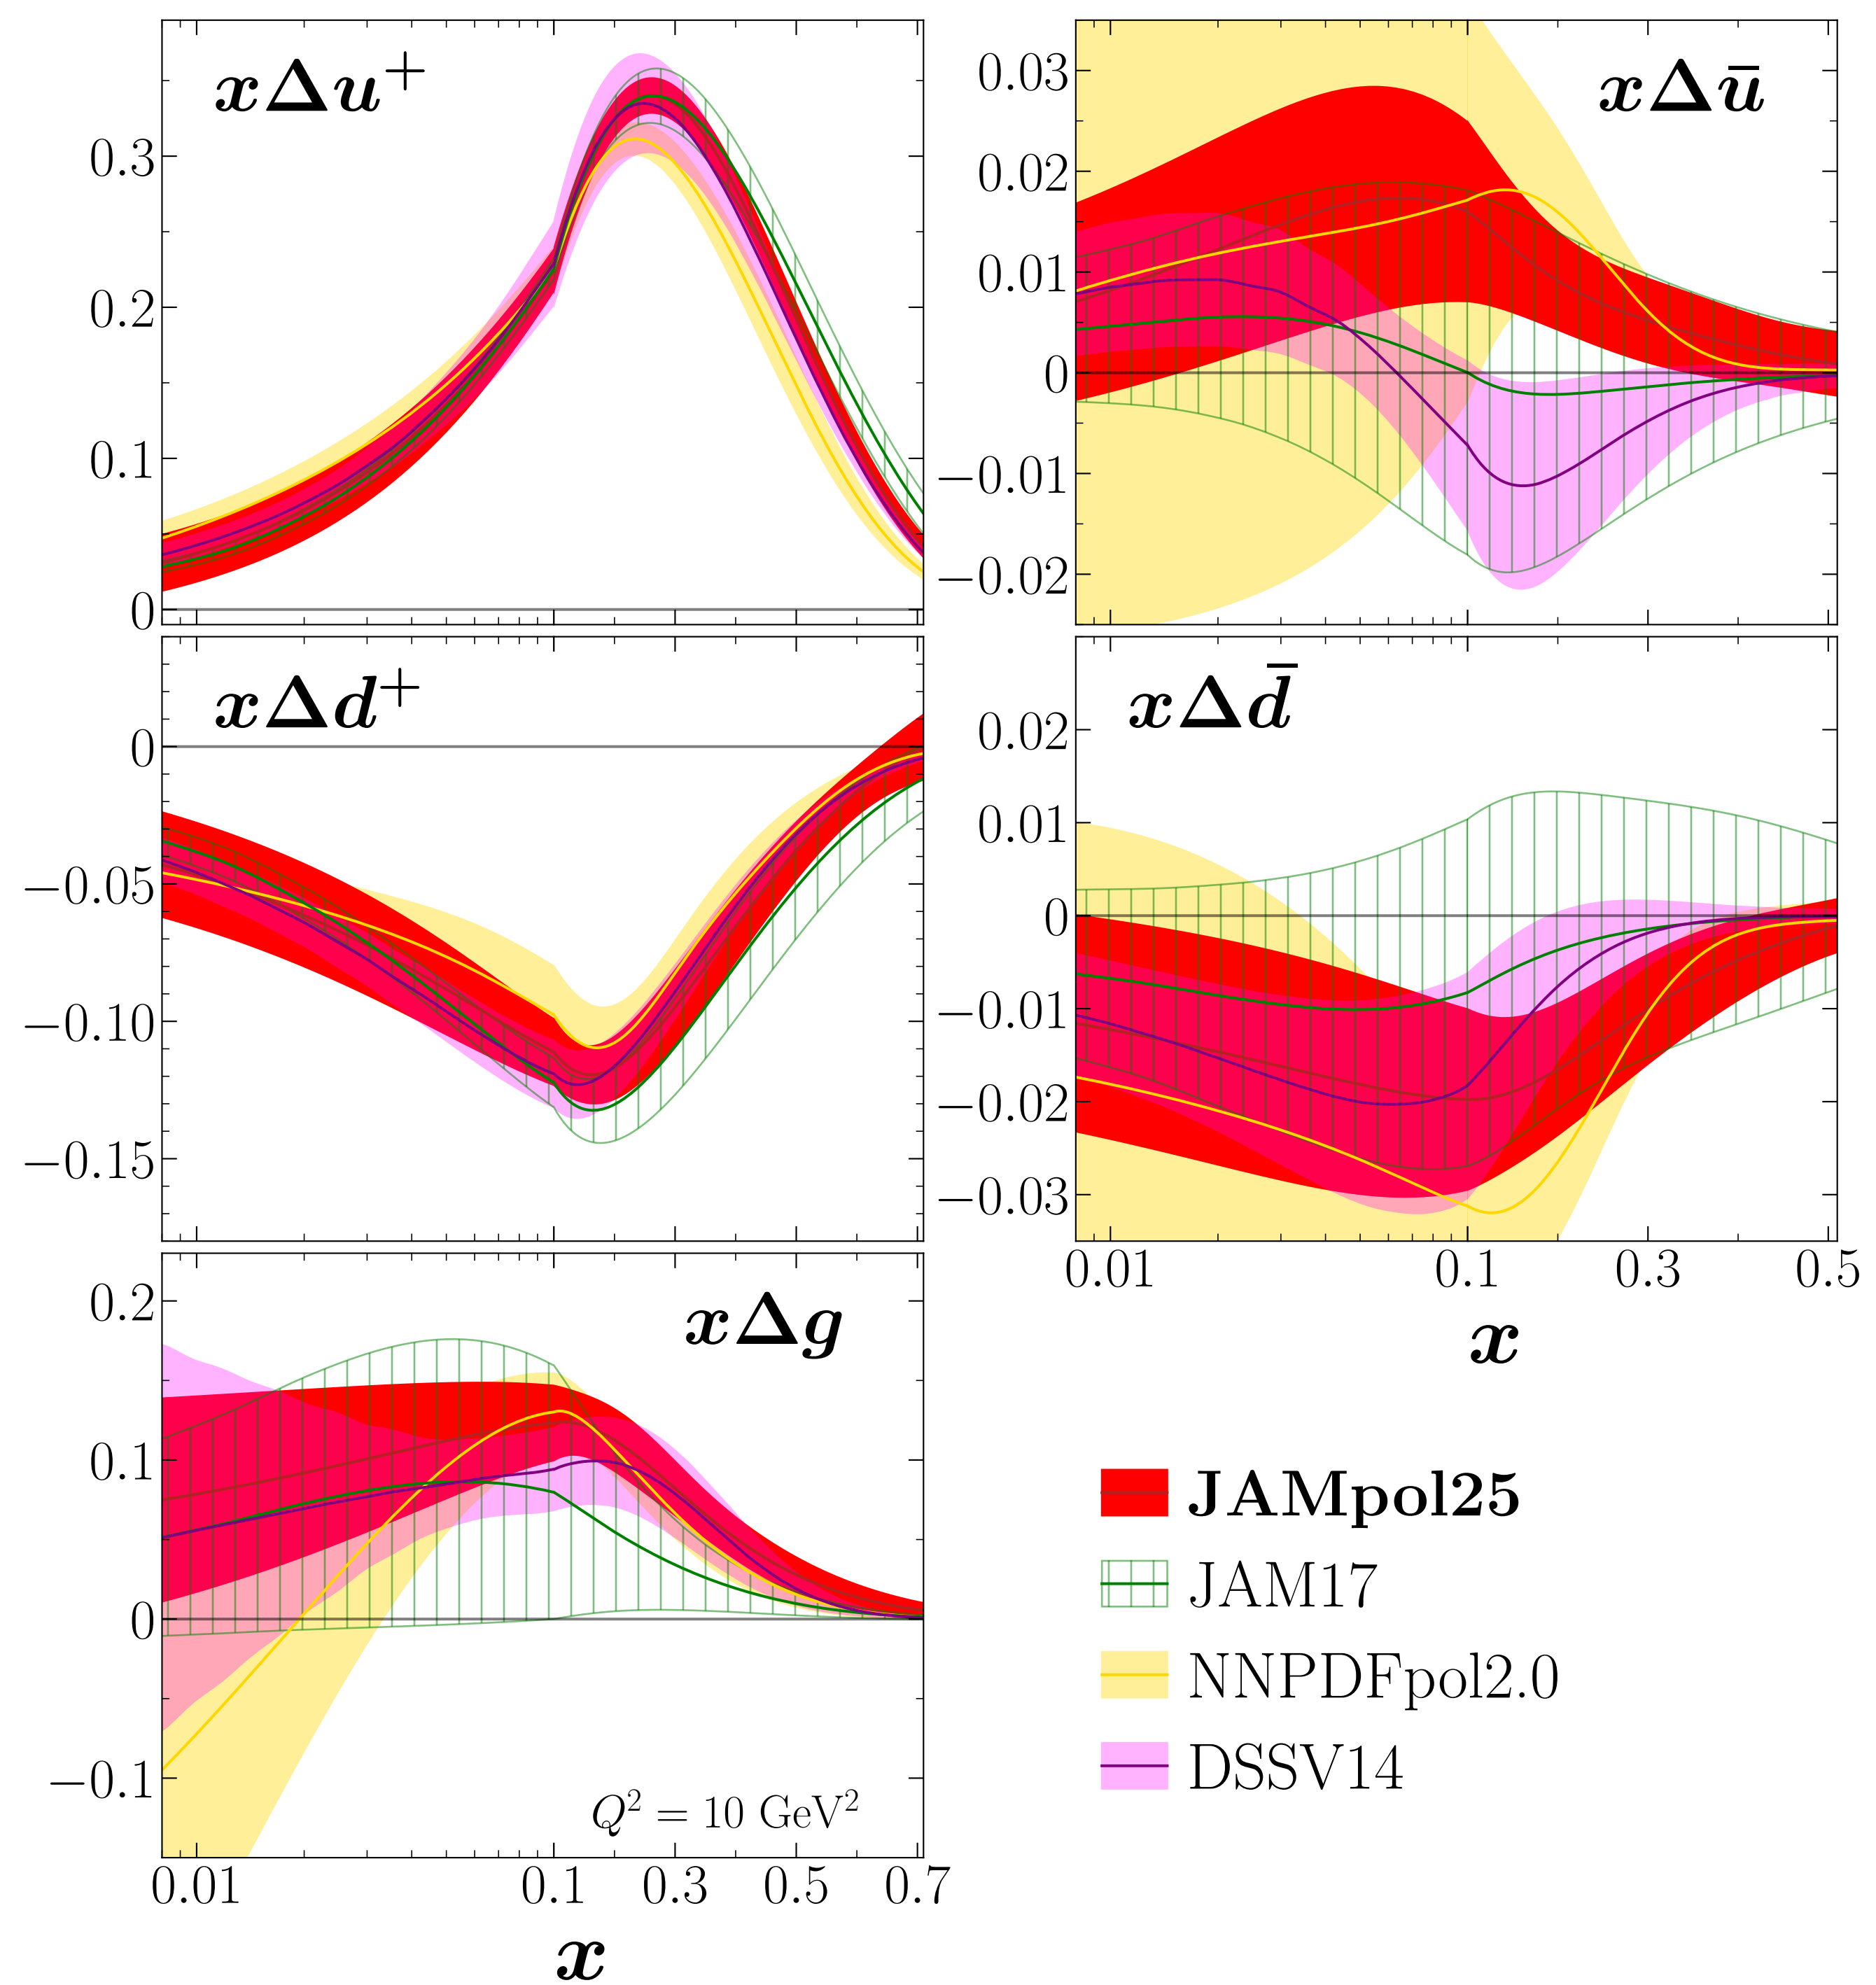 xΔu⁺
0.3
0.2
0.1
0
xΔū
0.03
0.02
0.01
0
−0.01
−0.02
xΔd⁺
0
−0.05
−0.10
−0.15
xΔd̄
0.02
0.01
0
−0.01
−0.02
−0.03
0.01 0.1 0.3 0.5
x
xΔg
0.2
0.1
0
−0.1
Q² = 10 GeV²
0.01 0.1 0.3 0.5 0.7
x
JAMpol25
JAM17
NNPDFpol2.0
DSSV14